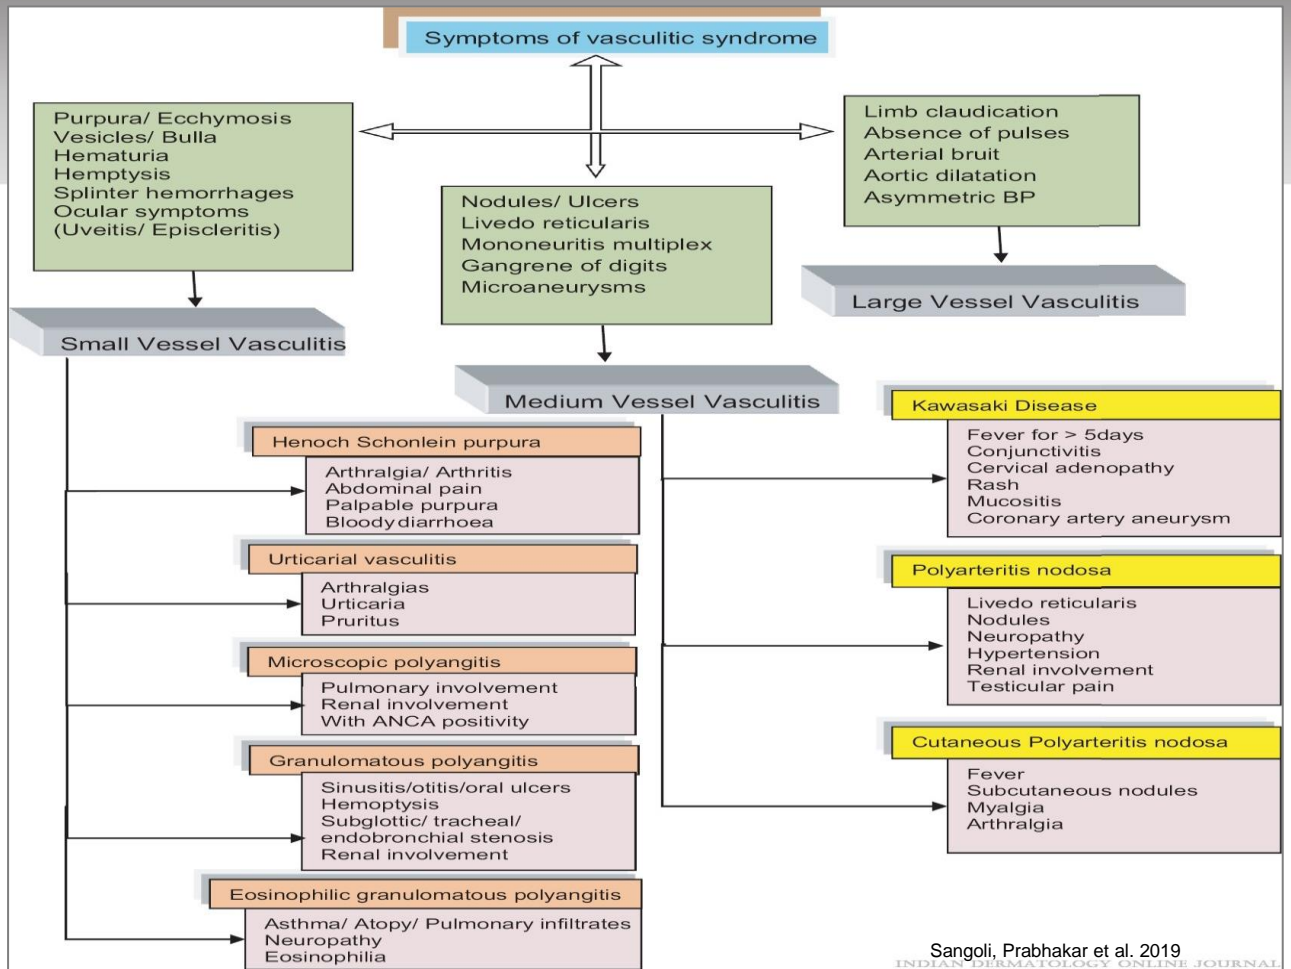 Symptoms of vasculitic syndrome
Purpura/ Ecchymosis
Vesicles/ Bulla
Hematuria
Hemptysis
Splinter hemorrhages
Ocular symptoms
(Uveitis/ Episcleritis)
Nodules/ Ulcers
Livedo reticularis
Mononeuritis multiplex
Gangrene of digits
Microaneurysms
Limb claudication
Absence of pulses
Arterial bruit
Aortic dilatation
Asymmetric BP
Small Vessel Vasculitis
Medium Vessel Vasculitis
Large Vessel Vasculitis
Henoch Schonlein purpura
Arthralgia/ Arthritis
Abdominal pain
Palpable purpura
Bloody diarrhoea
Urticarial vasculitis
Arthralgias
Urticaria
Pruritus
Microscopic polyangitis
Pulmonary involvement
Renal involvement
With ANCA positivity
Granulomatous polyangitis
Sinusitis/otitis/oral ulcers
Hemoptysis
Subglottic/ tracheal/
endobronchial stenosis
Renal involvement
Eosinophilic granulomatous polyangitis
Asthma/ Atopy/ Pulmonary infiltrates
Neuropathy
Eosinophilia
Kawasaki Disease
Fever for > 5days
Conjunctivitis
Cervical adenopathy
Rash
Mucositis
Coronary artery aneurysm
Polyarteritis nodosa
Livedo reticularis
Nodules
Neuropathy
Hypertension
Renal involvement
Testicular pain
Cutaneous Polyarteritis nodosa
Fever
Subcutaneous nodules
Myalgia
Arthralgia
Sangoli, Prabhakar et al. 2019
INDIAN DERMATOLOGY ONLINE JOURNAL